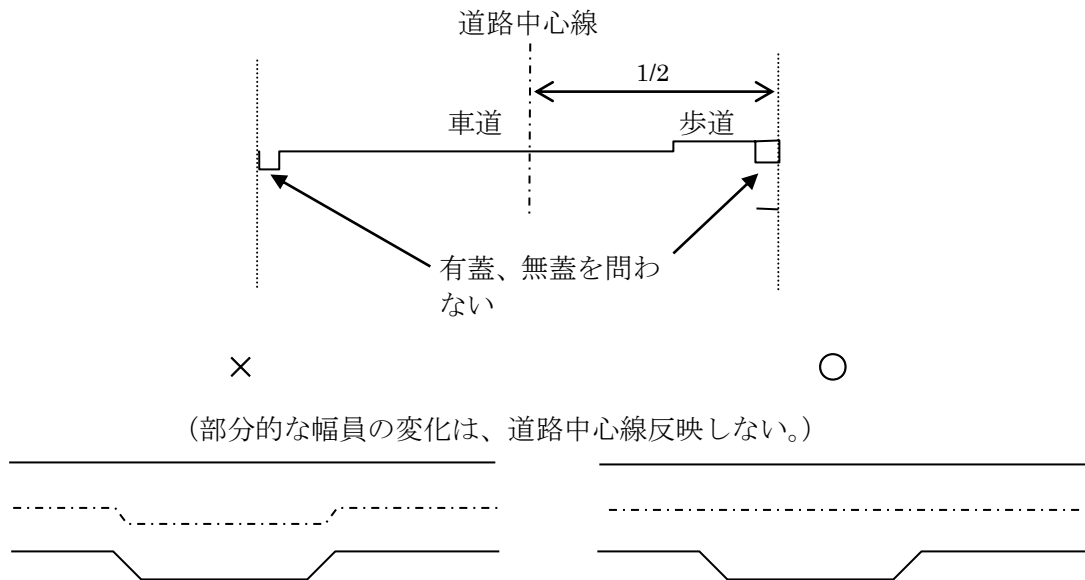 道路中心線
1/2
車道
歩道
有蓋、無蓋を問わ
ない
×
○
（部分的な幅員の変化は、道路中心線反映しない。）